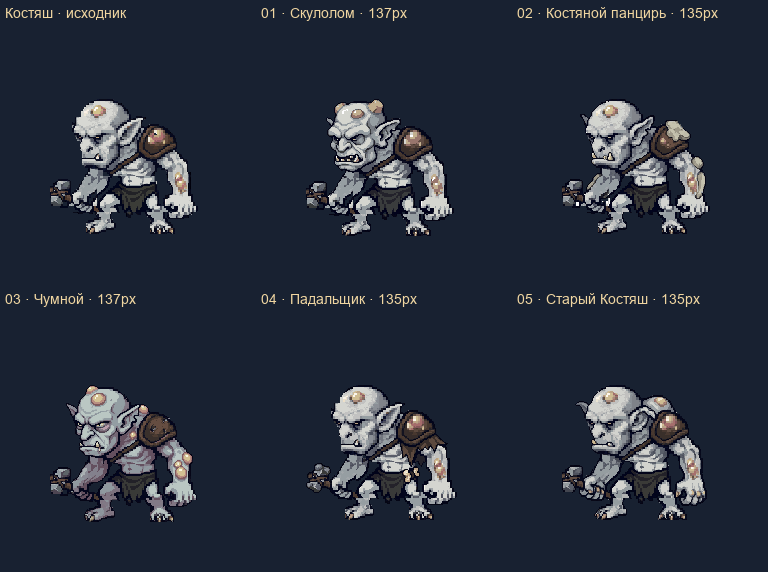 Костяш · исходник
01 · Скулолом · 137px
02 · Костяной панцирь · 135px
03 · Чумной · 137px
04 · Падальщик · 135px
05 · Старый Костяш · 135px